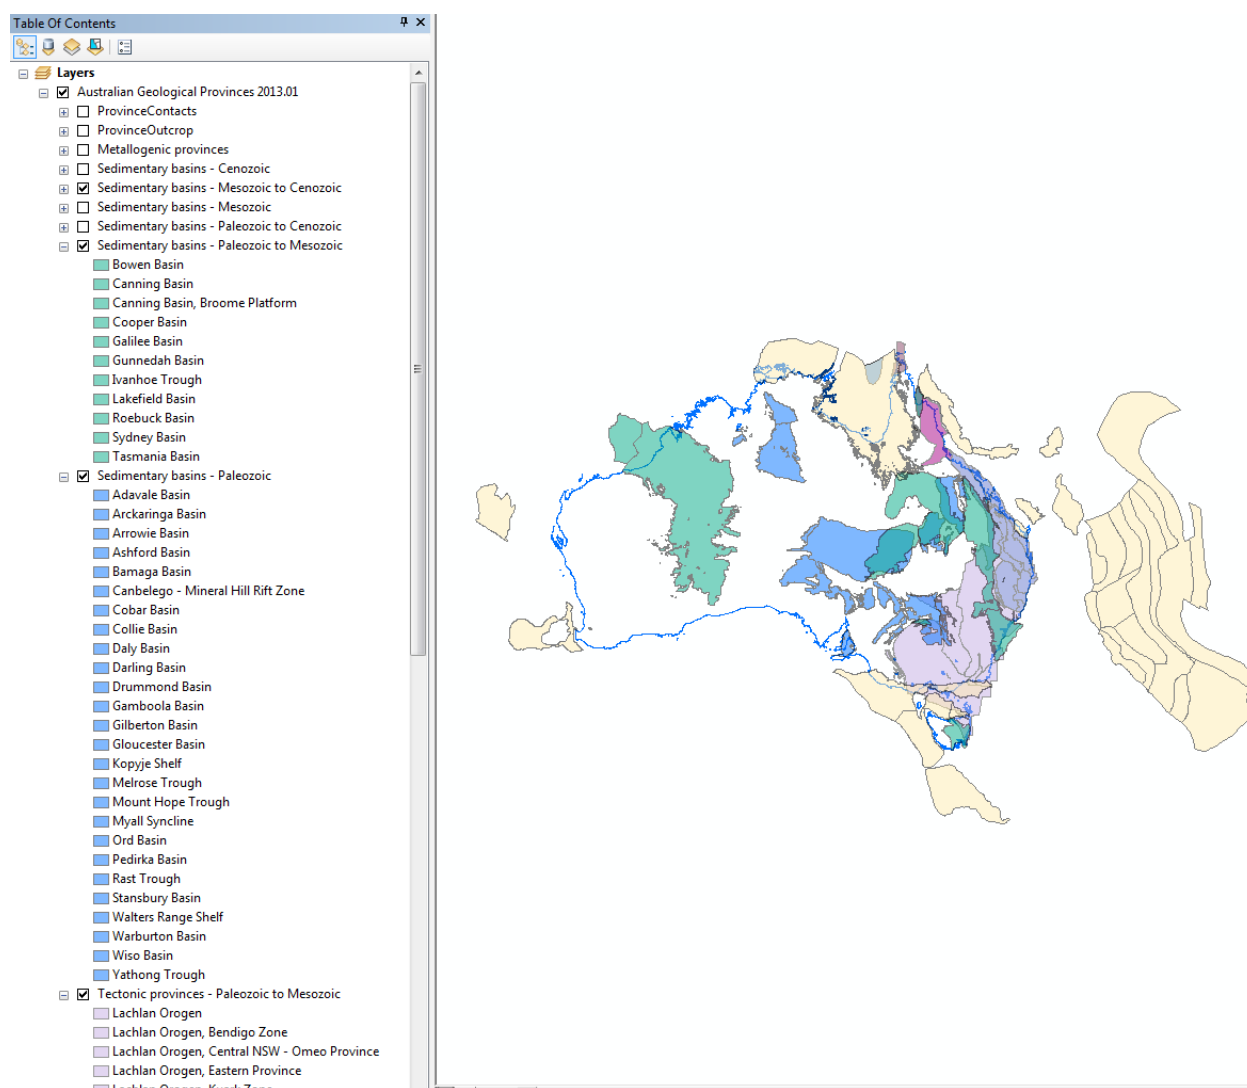 Table Of Contents
Layers
Australian Geological Provinces 2013.01
ProvinceContacts
ProvinceOutcrop
Metallogenic provinces
Sedimentary basins - Cenozoic
Sedimentary basins - Mesozoic to Cenozoic
Sedimentary basins - Mesozoic
Sedimentary basins - Paleozoic to Cenozoic
Sedimentary basins - Paleozoic to Mesozoic
Bowen Basin
Canning Basin
Canning Basin, Broome Platform
Cooper Basin
Galilee Basin
Gunnedah Basin
Ivanhoe Trough
Lakefield Basin
Roebuck Basin
Sydney Basin
Tasmania Basin
Sedimentary basins - Paleozoic
Adavale Basin
Arckaringa Basin
Arrowie Basin
Ashford Basin
Bamaga Basin
Canbelego - Mineral Hill Rift Zone
Cobar Basin
Collie Basin
Daly Basin
Darling Basin
Drummond Basin
Gamboola Basin
Gilberton Basin
Gloucester Basin
Kopyje Shelf
Melrose Trough
Mount Hope Trough
Myall Syncline
Ord Basin
Pedirka Basin
Rast Trough
Stansbury Basin
Walters Range Shelf
Warburton Basin
Wiso Basin
Yathong Trough
Tectonic provinces - Paleozoic to Mesozoic
Lachlan Orogen
Lachlan Orogen, Bendigo Zone
Lachlan Orogen, Central NSW - Omeo Province
Lachlan Orogen, Eastern Province